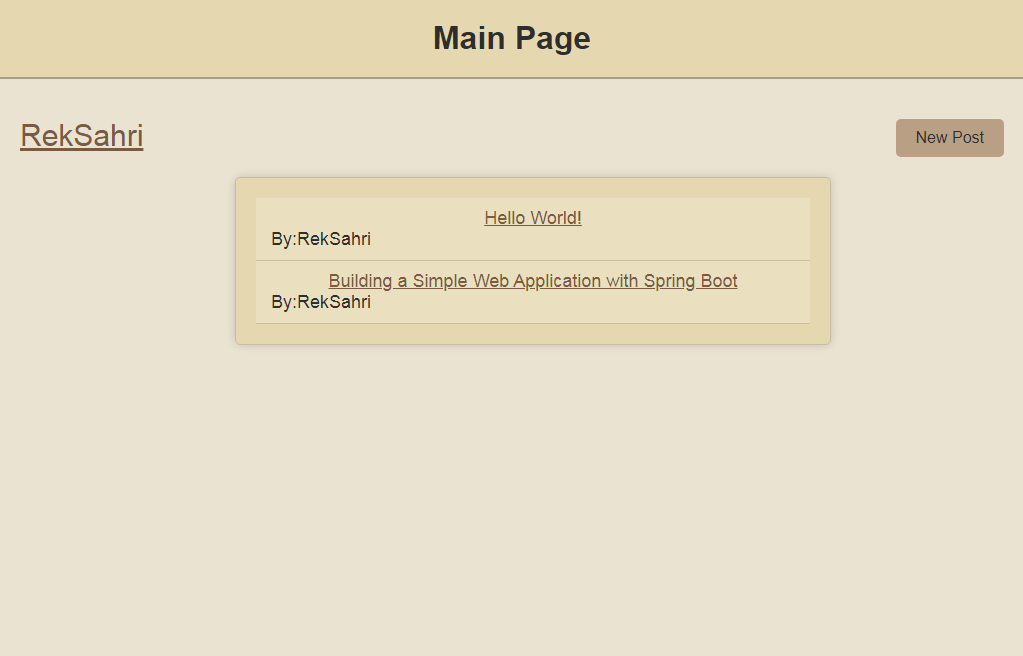 Main Page
RekSahri
New Post
Hello World!
By:RekSahri
Building a Simple Web Application with Spring Boot
By:RekSahri